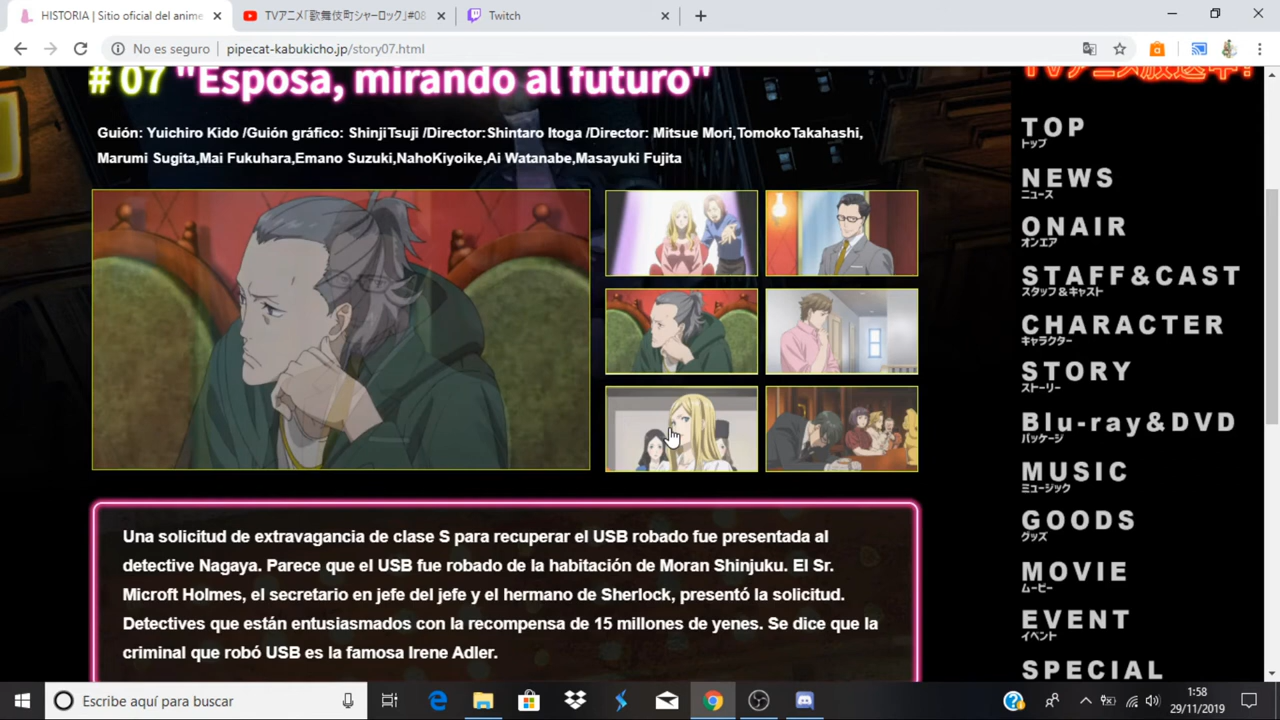 HISTORIA | Sitio oficial del anime
TVアニメ「歌舞伎町シャーロック」#08
Twitch
No es seguro
pipecat-kabukicho.jp/story07.html
# 07 "Esposa, mirando al futuro"
Guión: Yuichiro Kido /Guión gráfico: ShinjiTsuji /Director:Shintaro Itoga /Director: Mitsue Mori,TomokoTakahashi,
Marumi Sugita,Mai Fukuhara,Emano Suzuki,NahoKiyoike,Ai Watanabe,Masayuki Fujita
Una solicitud de extravagancia de clase S para recuperar el USB robado fue presentada al
detective Nagaya. Parece que el USB fue robado de la habitación de Moran Shinjuku. El Sr.
Microft Holmes, el secretario en jefe del jefe y el hermano de Sherlock, presentó la solicitud.
Detectives que están entusiasmados con la recompensa de 15 millones de yenes. Se dice que la
criminal que robó USB es la famosa Irene Adler.
TVアニメ放送中!
TOP
トップ
NEWS
ニュース
ONAIR
オンエア
STAFF&CAST
スタッフ&キャスト
CHARACTER
キャラクター
STORY
ストーリー
Blu-ray&DVD
パッケージ
MUSIC
ミュージック
GOODS
グッズ
MOVIE
ムービー
EVENT
イベント
SPECIAL
Escribe aquí para buscar
1:58
29/11/2019